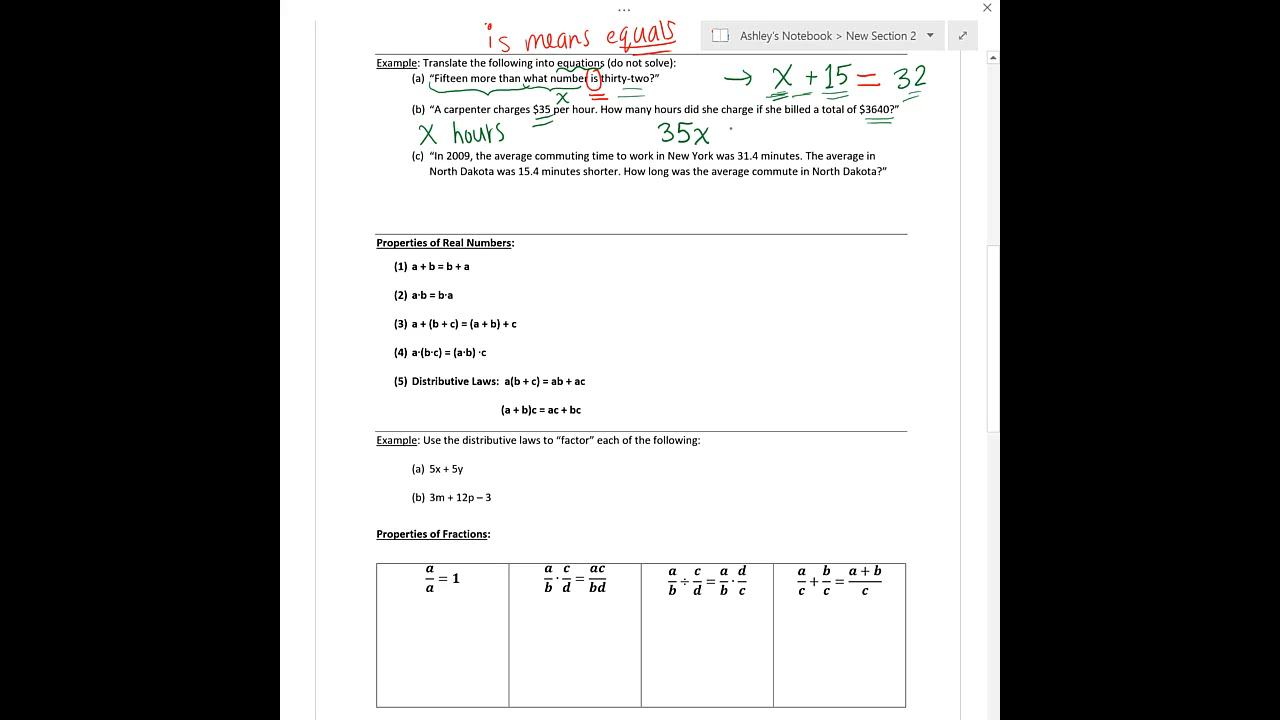 is means equals
Ashley's Notebook > New Section 2
Example: Translate the following into equations (do not solve):
(a) "Fifteen more than what number is thirty-two?" → x + 15 = 32
x
(b) "A carpenter charges $35 per hour. How many hours did she charge if she billed a total of $3640?"
x hours 35x
(c) "In 2009, the average commuting time to work in New York was 31.4 minutes. The average in
North Dakota was 15.4 minutes shorter. How long was the average commute in North Dakota?"
Properties of Real Numbers:
(1) a + b = b + a
(2) a·b = b·a
(3) a + (b + c) = (a + b) + c
(4) a·(b·c) = (a·b) ·c
(5) Distributive Laws: a(b + c) = ab + ac
(a + b)c = ac + bc
Example: Use the distributive laws to "factor" each of the following:
(a) 5x + 5y
(b) 3m + 12p – 3
Properties of Fractions:
a/a = 1 a/b · c/d = ac/bd a/b ÷ c/d = a/b · d/c a/c + b/c = a + b/c